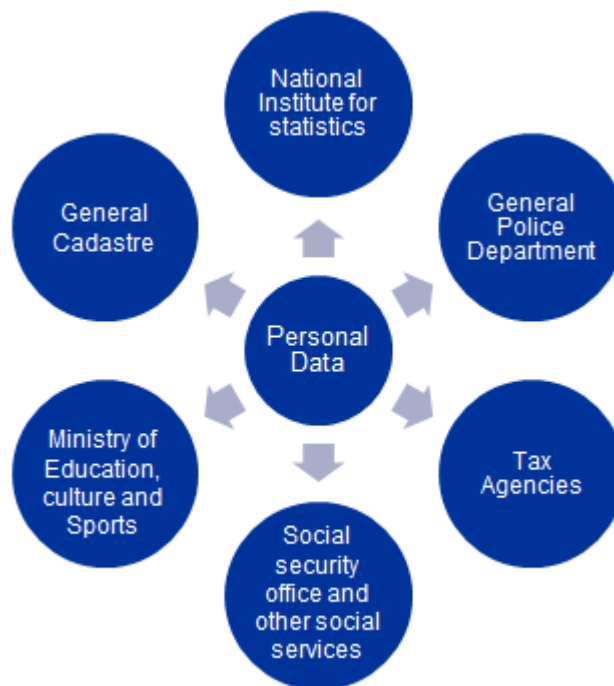 National
Institute for
statistics
General
Cadastre
General
Police
Department
Personal
Data
Ministry of
Education,
culture and
Sports
Tax
Agencies
Social
security
office and
other social
services